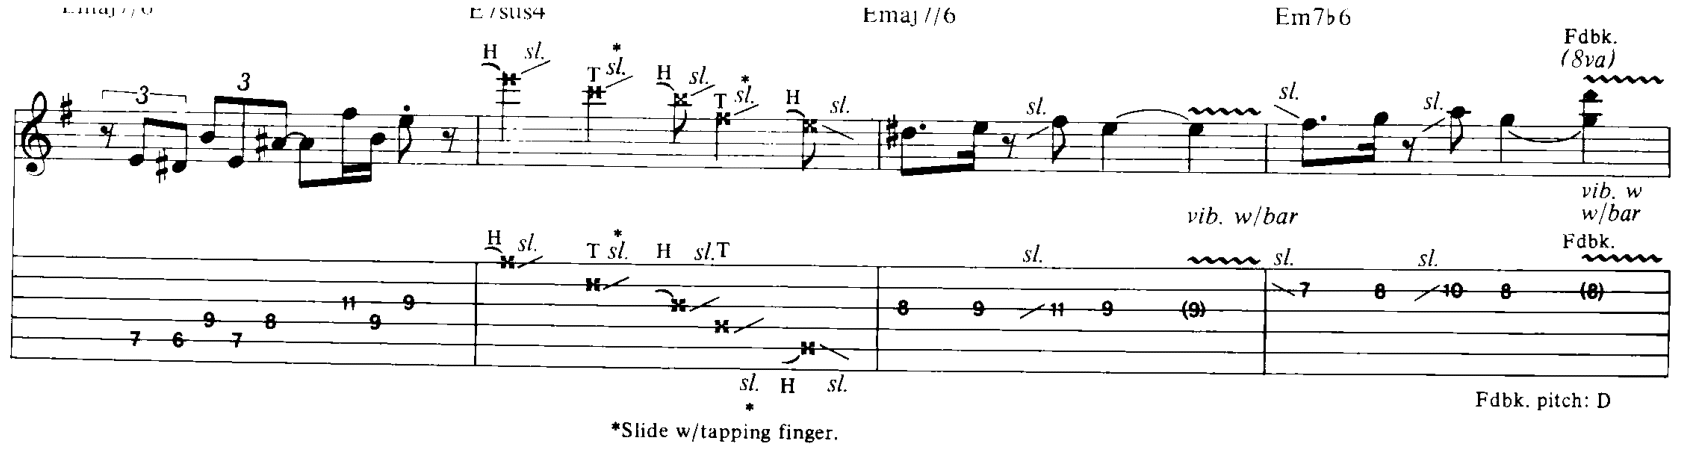 Emaj7/6 E7sus4 Emaj7/6 Em7♭6
Fdbk.
(8va)
H sl. T sl. * H sl. T sl. * H sl. sl. sl. sl.
3 3
vib. w/bar
vib. w
w/bar
Fdbk.
H sl. T sl. * H sl. T sl. sl. sl.
7 6 9 7 8 11 9 9 8 9 11 9 (9) 7 8 10 8 (8)
sl. H sl.
*
Fdbk. pitch: D
*Slide w/tapping finger.